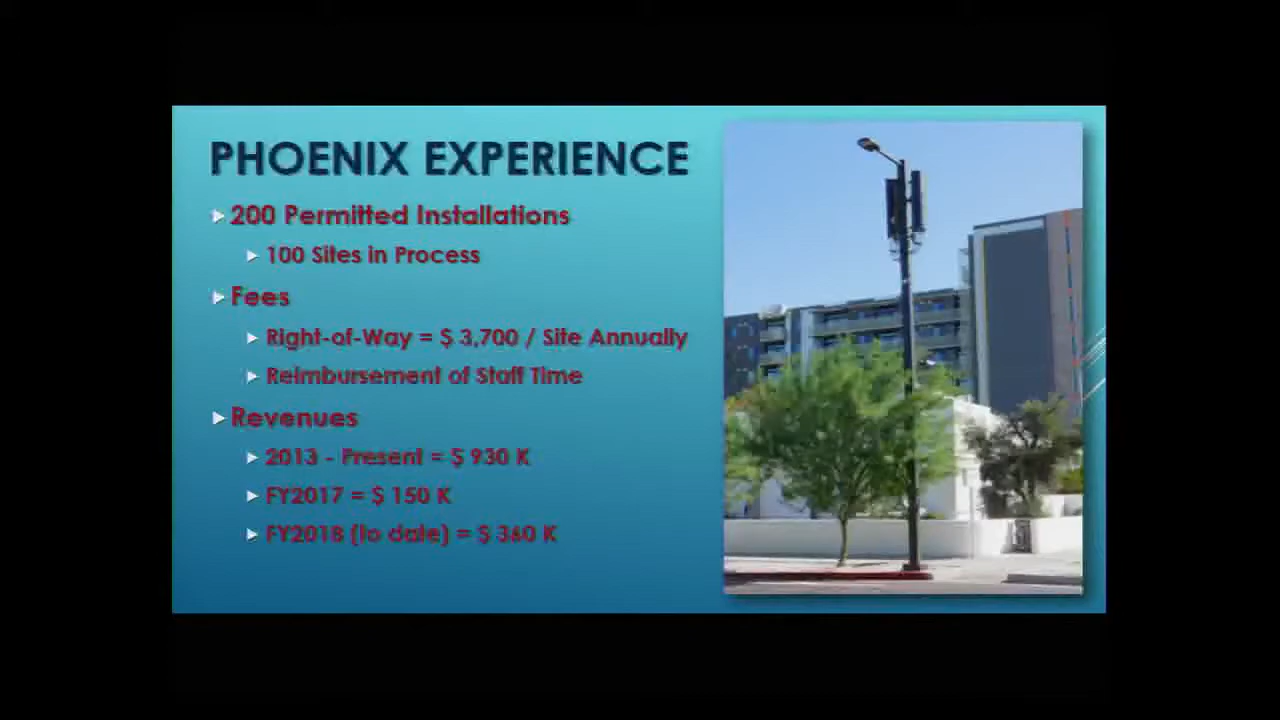 PHOENIX EXPERIENCE
200 Permitted Installations
100 Sites in Process
Fees
Right-of-Way = $ 3,700 / Site Annually
Reimbursement of Staff Time
Revenues
2013 - Present = $ 930 K
FY2017 = $ 150 K
FY2018 (to date) = $ 360 K